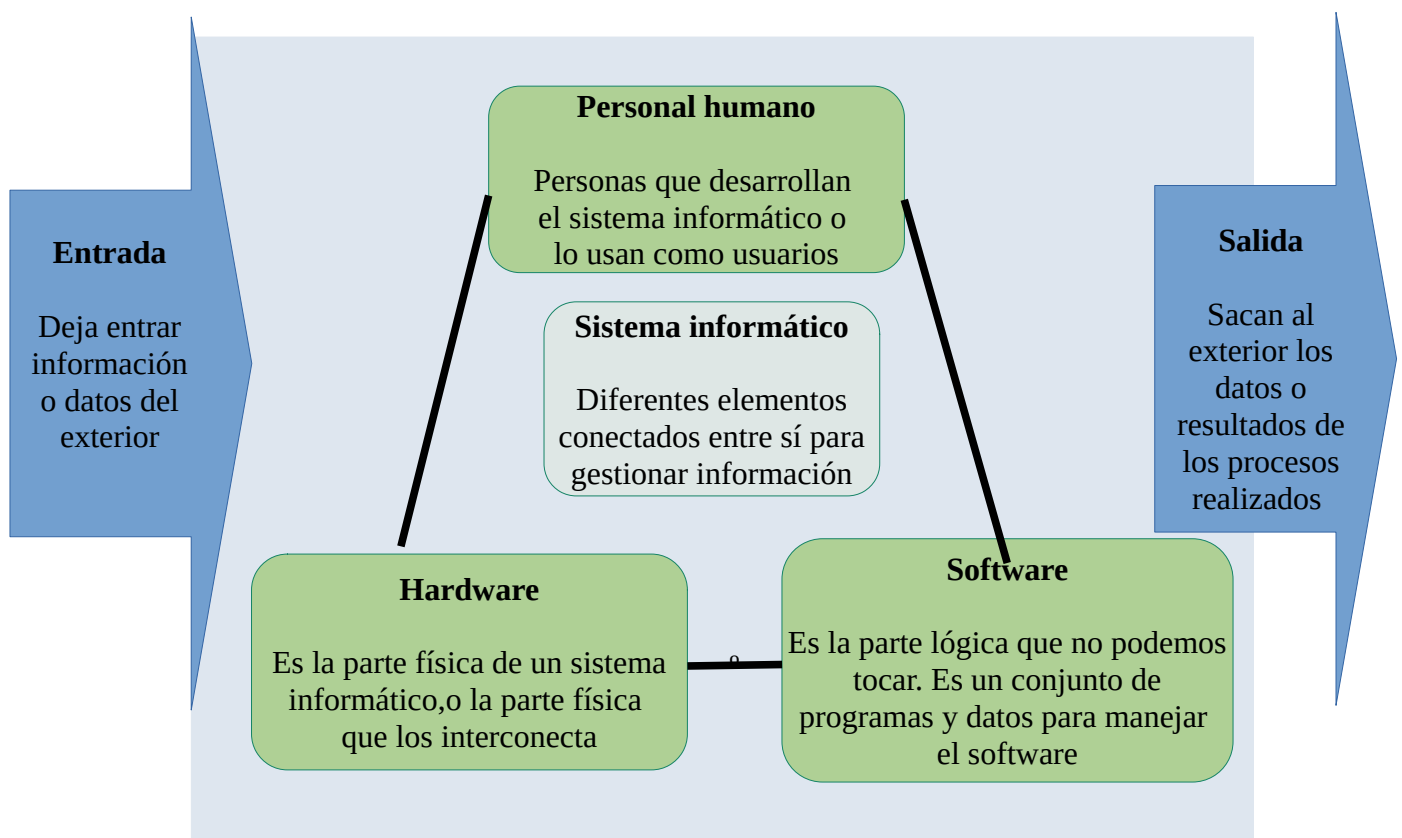 Personal humano
Personas que desarrollan
el sistema informático o
lo usan como usuarios
Entrada
Deja entrar
información
o datos del
exterior
Sistema informático
Diferentes elementos
conectados entre sí para
gestionar información
Salida
Sacan al
exterior los
datos o
resultados de
los procesos
realizados
Hardware
Es la parte física de un sistema
informático,o la parte física
que los interconecta
o
Software
Es la parte lógica que no podemos
tocar. Es un conjunto de
programas y datos para manejar
el software